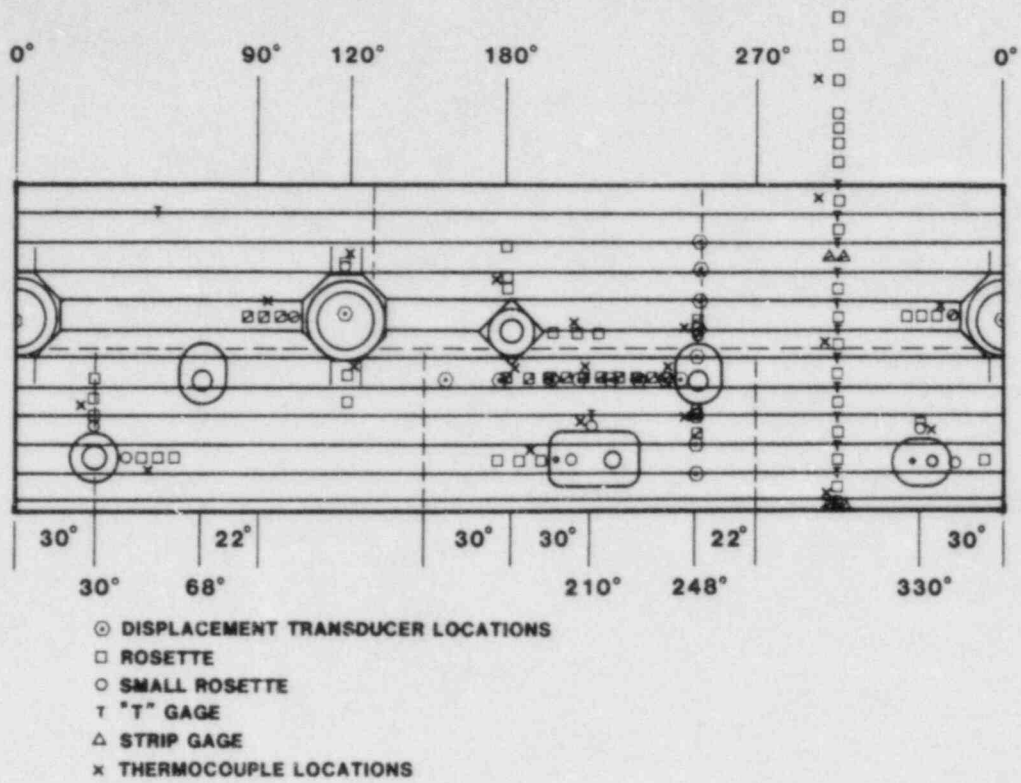 0° 90° 120° 180° 270° 0°
30° 22° 30° 30° 22° 30°
30° 68° 210° 248° 330°
DISPLACEMENT TRANSDUCER LOCATIONS
ROSETTE
SMALL ROSETTE
T "T" GAGE
STRIP GAGE
THERMOCOUPLE LOCATIONS